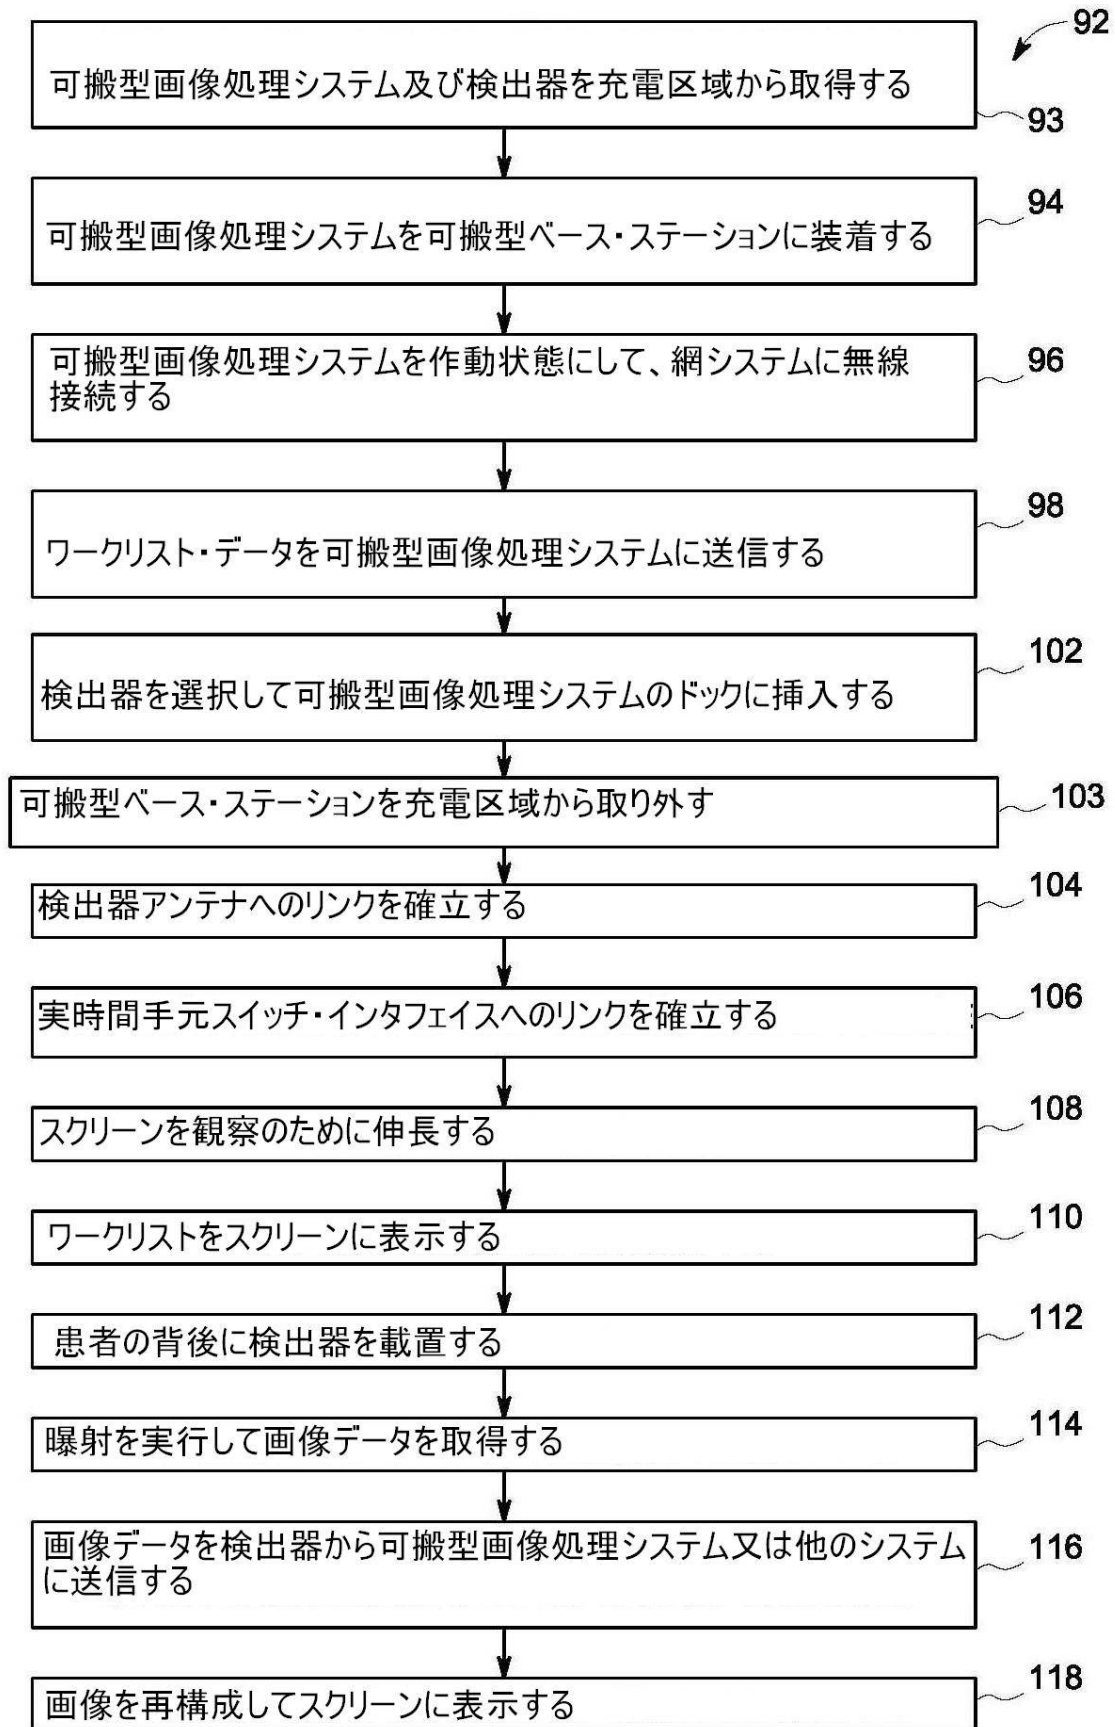 92
可搬型画像処理システム及び検出器を充電区域から取得する
93
94
可搬型画像処理システムを可搬型ベース・ステーションに装着する
96
可搬型画像処理システムを作動状態にして、網システムに無線
接続する
98
ワークリスト・データを可搬型画像処理システムに送信する
102
検出器を選択して可搬型画像処理システムのドックに挿入する
可搬型ベース・ステーションを充電区域から取り外す
103
104
検出器アンテナへのリンクを確立する
実時間手元スイッチ・インタフェイスへのリンクを確立する
106
108
スクリーンを観察のために伸長する
110
ワークリストをスクリーンに表示する
112
患者の背後に検出器を載置する
114
曝射を実行して画像データを取得する
画像データを検出器から可搬型画像処理システム又は他のシステム
116
に送信する
118
画像を再構成してスクリーンに表示する